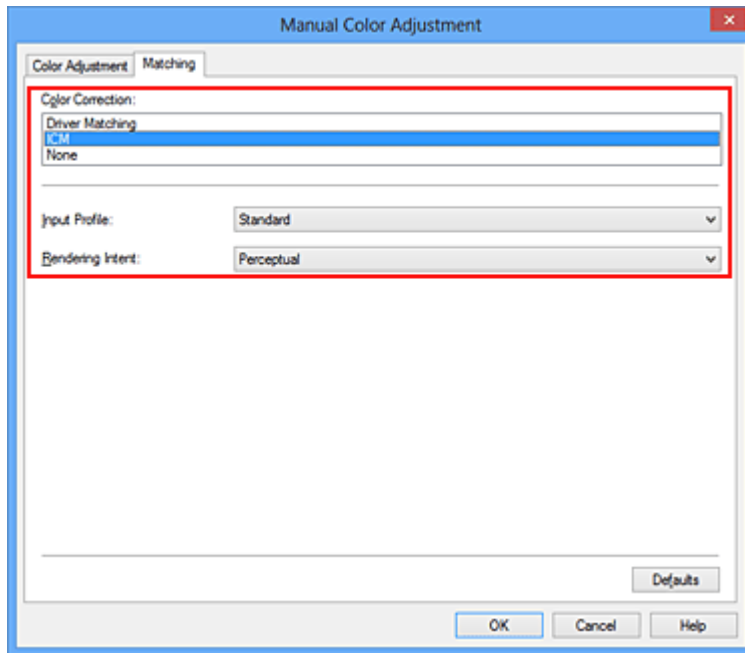 Manual Color Adjustment
Color Adjustment Matching
Color Correction:
Driver Matching
ICM
None
Input Profile: Standard
Rendering Intent: Perceptual
Defaults
OK Cancel Help